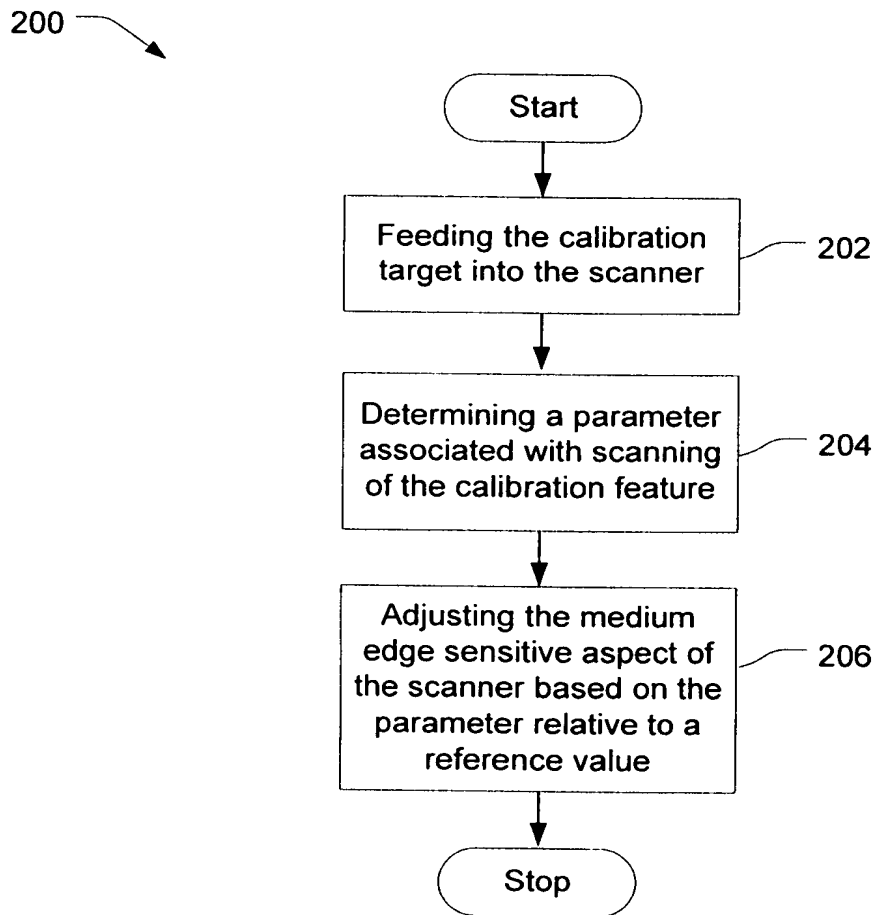 200
Start
Feeding the calibration
target into the scanner
202
Determining a parameter
associated with scanning
of the calibration feature
204
Adjusting the medium
edge sensitive aspect of
the scanner based on the
parameter relative to a
reference value
206
Stop